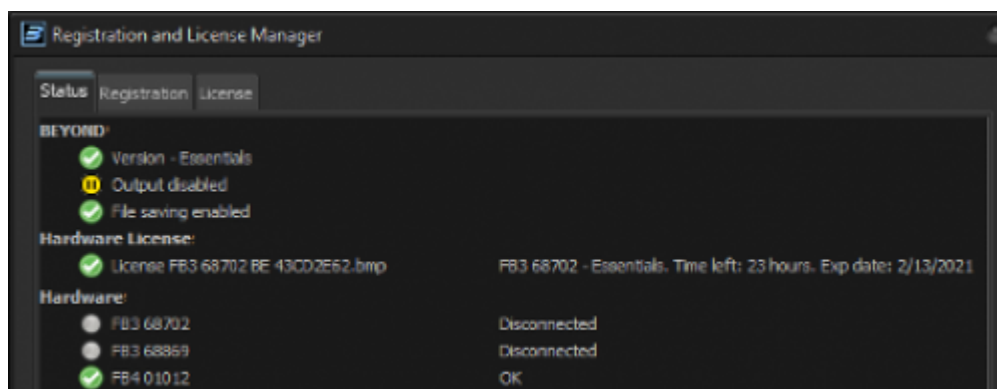 Registration and License Manager
Status Registration License
BEYOND:
Version - Essentials
Output disabled
File saving enabled
Hardware License:
License FB3 68702 BE 43CD2E62.bmp FB3 68702 - Essentials. Time left: 23 hours. Exp date: 2/13/2021
Hardware:
FB3 68702 Disconnected
FB3 68869 Disconnected
FB4 01012 OK